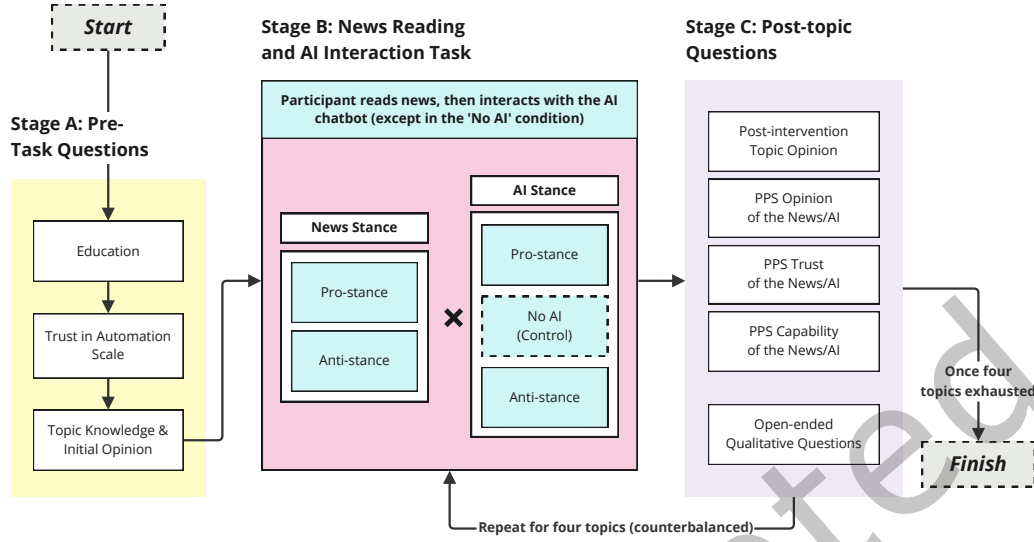 Start
Stage A: Pre-
Task Questions
Education
Trust in Automation
Scale
Topic Knowledge &
Initial Opinion
Stage B: News Reading
and AI Interaction Task
Participant reads news, then interacts with the AI
chatbot (except in the 'No AI' condition)
News Stance
Pro-stance
Anti-stance
×
AI Stance
Pro-stance
No AI
(Control)
Anti-stance
Stage C: Post-topic
Questions
Post-intervention
Topic Opinion
PPS Opinion
of the News/AI
PPS Trust
of the News/AI
PPS Capability
of the News/AI
Open-ended
Qualitative Questions
Repeat for four topics (counterbalanced)
Once four
topics exhausted
Finish